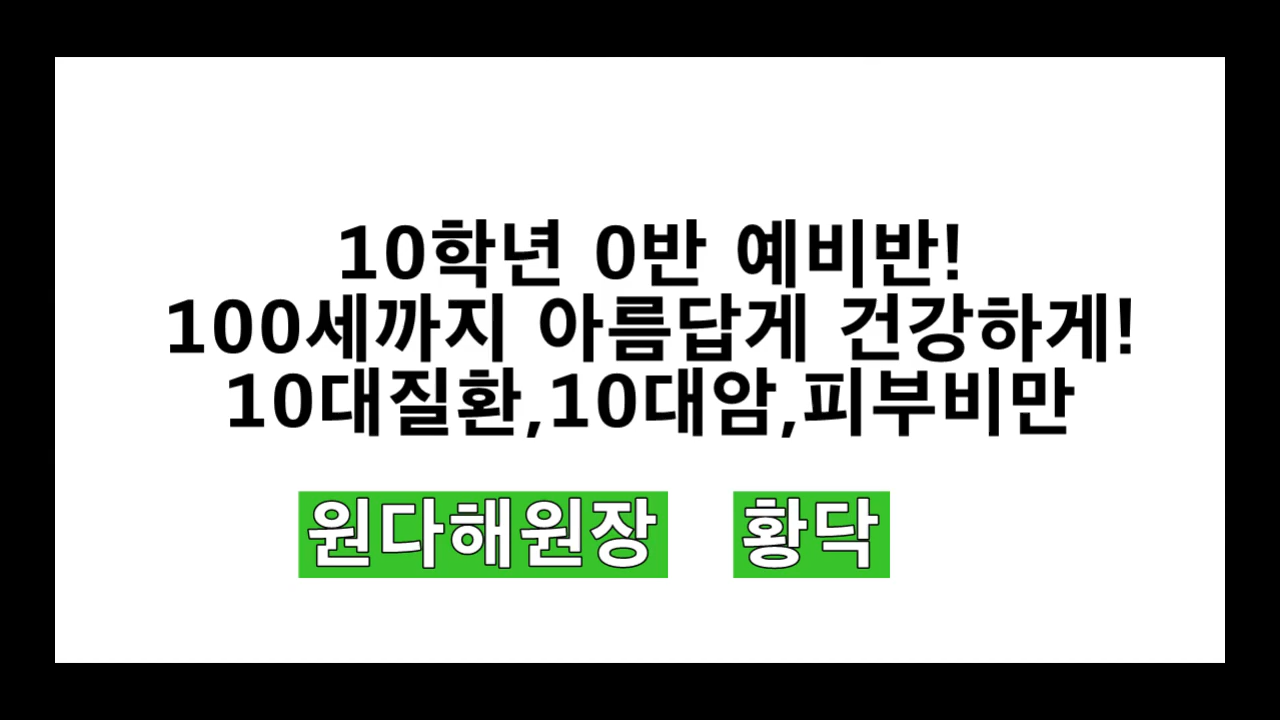 10학년 0반 예비반!
100세까지 아름답게 건강하게!
10대질환,10대암,피부비만
원다해원장 황닥